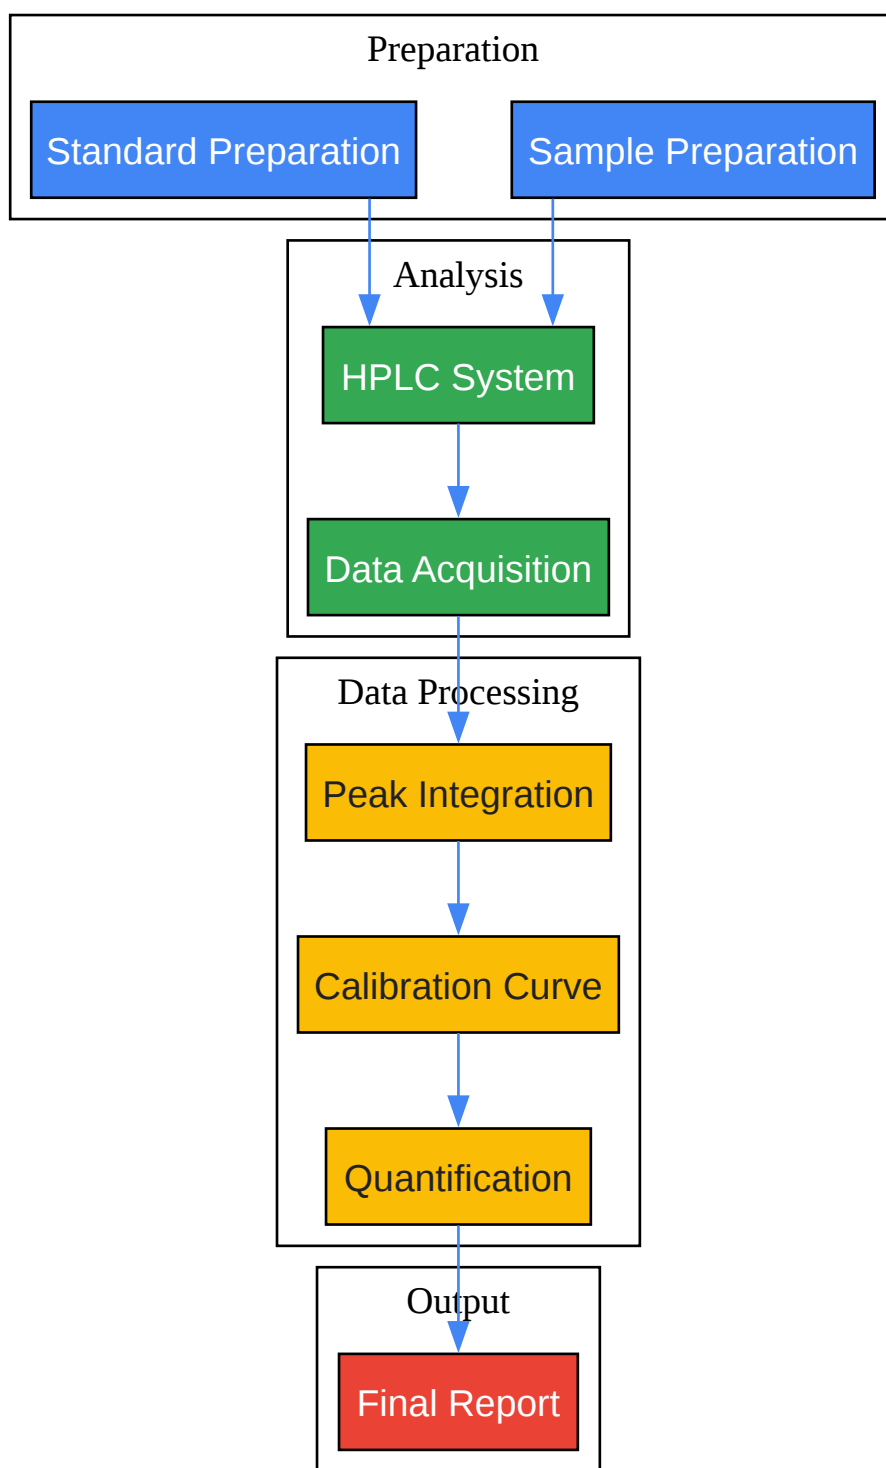 Preparation
Standard Preparation
Sample Preparation
Analysis
HPLC System
Data Acquisition
Data Processing
Peak Integration
Calibration Curve
Quantification
Output
Final Report